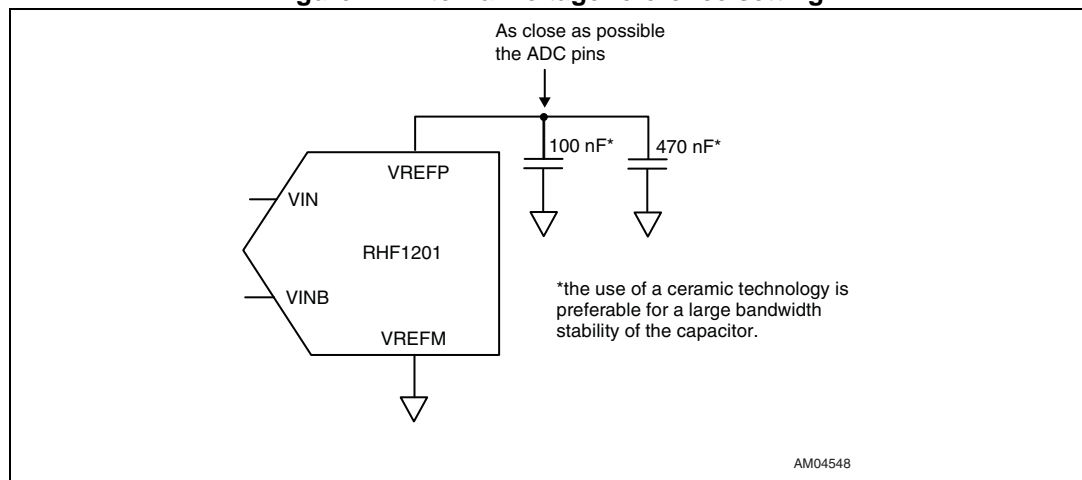 As close as possible
the ADC pins
100 nF* 470 nF*
VREFP
VIN
RHF1201
VINB
*the use of a ceramic technology is
preferable for a large bandwidth
stability of the capacitor.
VREFM
AM04548